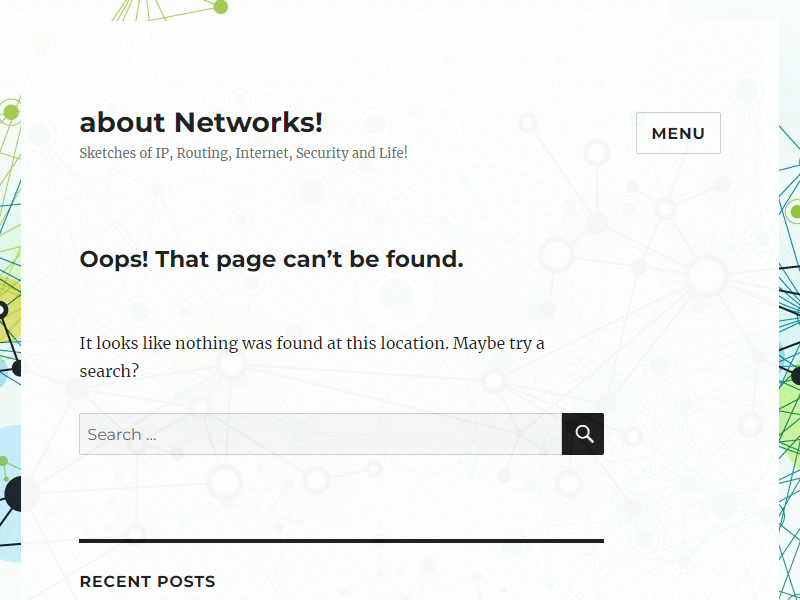 about Networks!
MENU
Sketches of IP, Routing, Internet, Security and Life!
Oops! That page can’t be found.
It looks like nothing was found at this location. Maybe try a
search?
Search …
RECENT POSTS